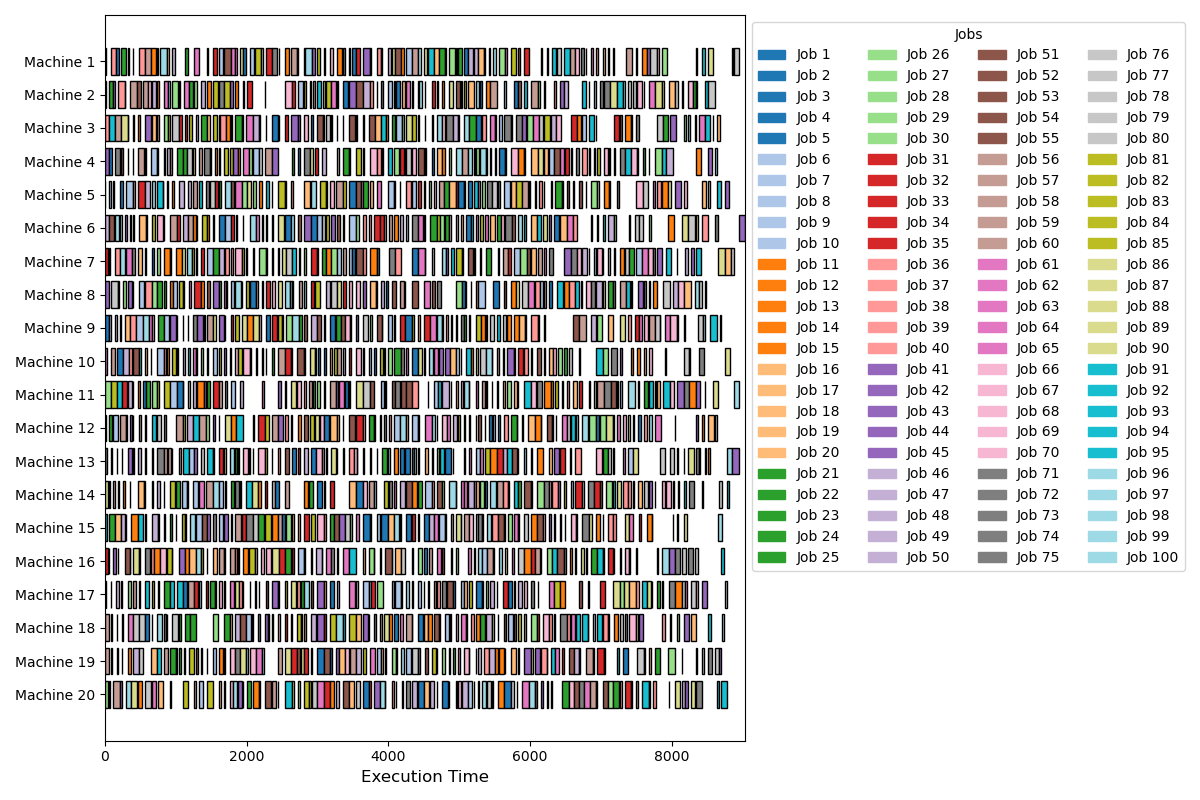 Machine 1
Machine 2
Machine 3
Machine 4
Machine 5
Machine 6
Machine 7
Machine 8
Machine 9
Machine 10
Machine 11
Machine 12
Machine 13
Machine 14
Machine 15
Machine 16
Machine 17
Machine 18
Machine 19
Machine 20
0 2000 4000 6000 8000
Execution Time
Jobs
Job 1 Job 26 Job 51 Job 76
Job 2 Job 27 Job 52 Job 77
Job 3 Job 28 Job 53 Job 78
Job 4 Job 29 Job 54 Job 79
Job 5 Job 30 Job 55 Job 80
Job 6 Job 31 Job 56 Job 81
Job 7 Job 32 Job 57 Job 82
Job 8 Job 33 Job 58 Job 83
Job 9 Job 34 Job 59 Job 84
Job 10 Job 35 Job 60 Job 85
Job 11 Job 36 Job 61 Job 86
Job 12 Job 37 Job 62 Job 87
Job 13 Job 38 Job 63 Job 88
Job 14 Job 39 Job 64 Job 89
Job 15 Job 40 Job 65 Job 90
Job 16 Job 41 Job 66 Job 91
Job 17 Job 42 Job 67 Job 92
Job 18 Job 43 Job 68 Job 93
Job 19 Job 44 Job 69 Job 94
Job 20 Job 45 Job 70 Job 95
Job 21 Job 46 Job 71 Job 96
Job 22 Job 47 Job 72 Job 97
Job 23 Job 48 Job 73 Job 98
Job 24 Job 49 Job 74 Job 99
Job 25 Job 50 Job 75 Job 100